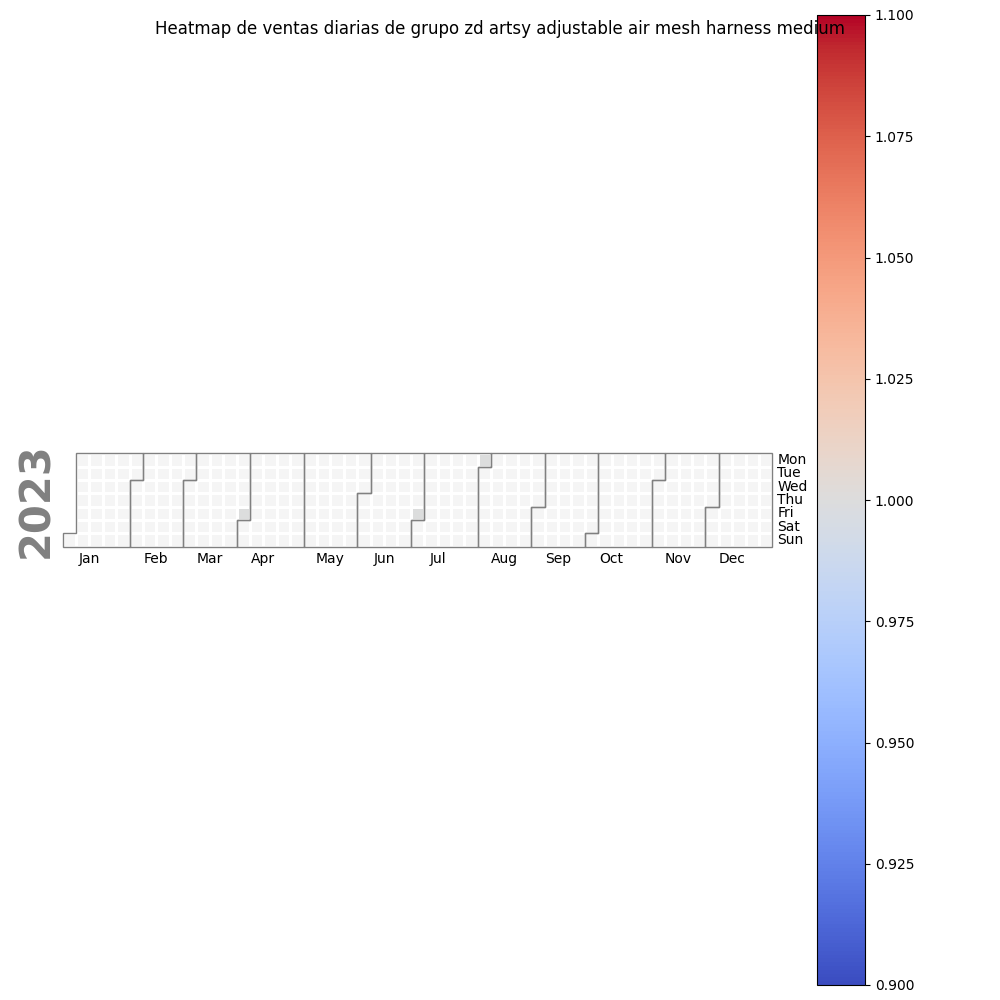 Heatmap de ventas diarias de grupo zd artsy adjustable air mesh harness medium
1.100
1.075
1.050
1.025
1.000
0.975
0.950
0.925
0.900
2023
Mon
Tue
Wed
Thu
Fri
Sat
Sun
Jan Feb Mar Apr May Jun Jul Aug Sep Oct Nov Dec